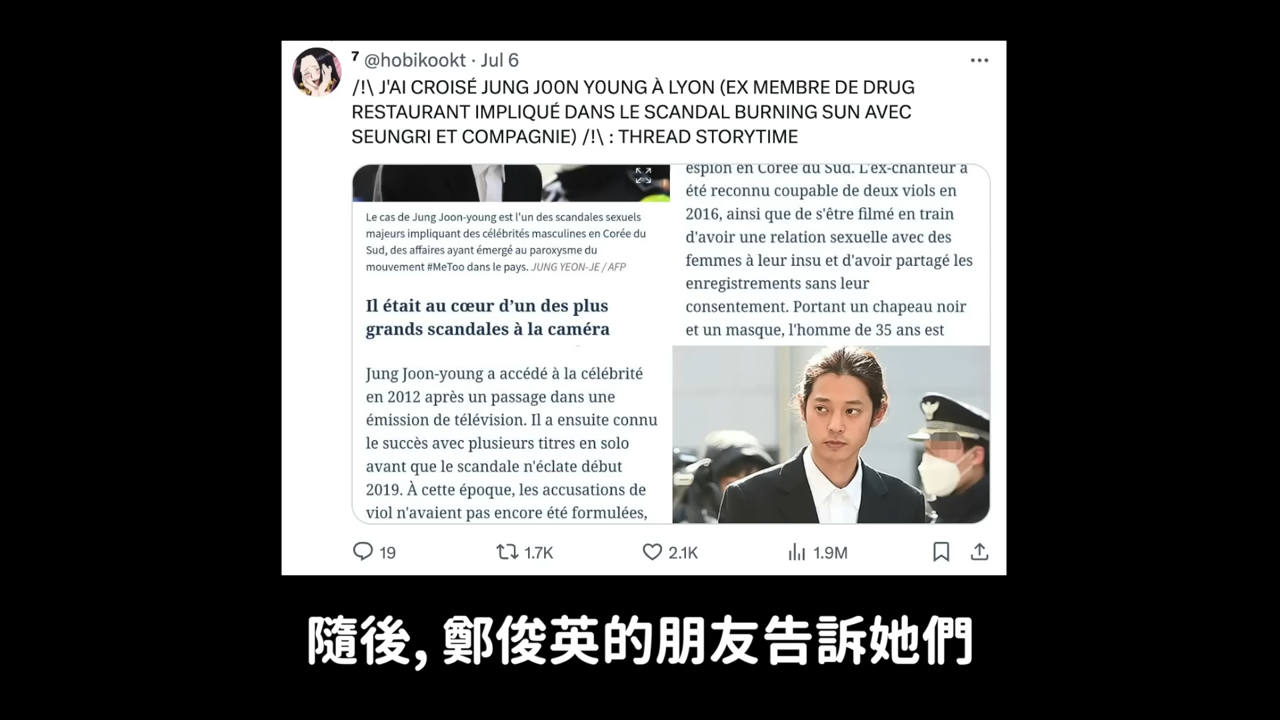 7 @hobikookt · Jul 6
/!\ J'AI CROISÉ JUNG J0ON Y0UNG À LYON (EX MEMBRE DE DRUG
RESTAURANT IMPLIQUÉ DANS LE SCANDAL BURNING SUN AVEC
SEUNGRI ET COMPAGNIE) /!\ : THREAD STORYTIME
Le cas de Jung Joon-young est l'un des scandales sexuels
majeurs impliquant des célébrités masculines en Corée du
Sud, des affaires ayant émergé au paroxysme du
mouvement #MeToo dans le pays. JUNG YEON-JE / AFP
Il était au cœur d’un des plus
grands scandales à la caméra
Jung Joon-young a accédé à la célébrité
en 2012 après un passage dans une
émission de télévision. Il a ensuite connu
le succès avec plusieurs titres en solo
avant que le scandale n'éclate début
2019. À cette époque, les accusations de
viol n'avaient pas encore été formulées,
espion en Corée du Sud. L'ex-chanteur a
été reconnu coupable de deux viols en
2016, ainsi que de s'être filmé en train
d'avoir une relation sexuelle avec des
femmes à leur insu et d'avoir partagé les
enregistrements sans leur
consentement. Portant un chapeau noir
et un masque, l'homme de 35 ans est
19 1.7K 2.1K 1.9M
隨後, 鄭俊英的朋友告訴她們